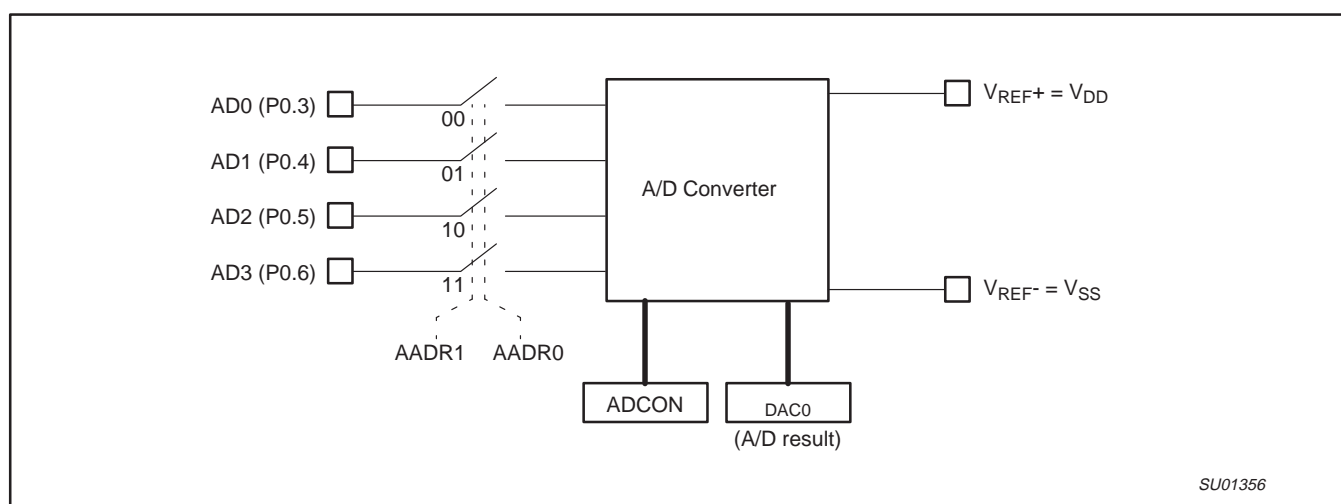 AD0 (P0.3)
00
AD1 (P0.4)
01
AD2 (P0.5)
10
AD3 (P0.6)
11
AADR1 AADR0
A/D Converter
VREF+ = VDD
VREF- = VSS
ADCON
DAC0
(A/D result)
SU01356